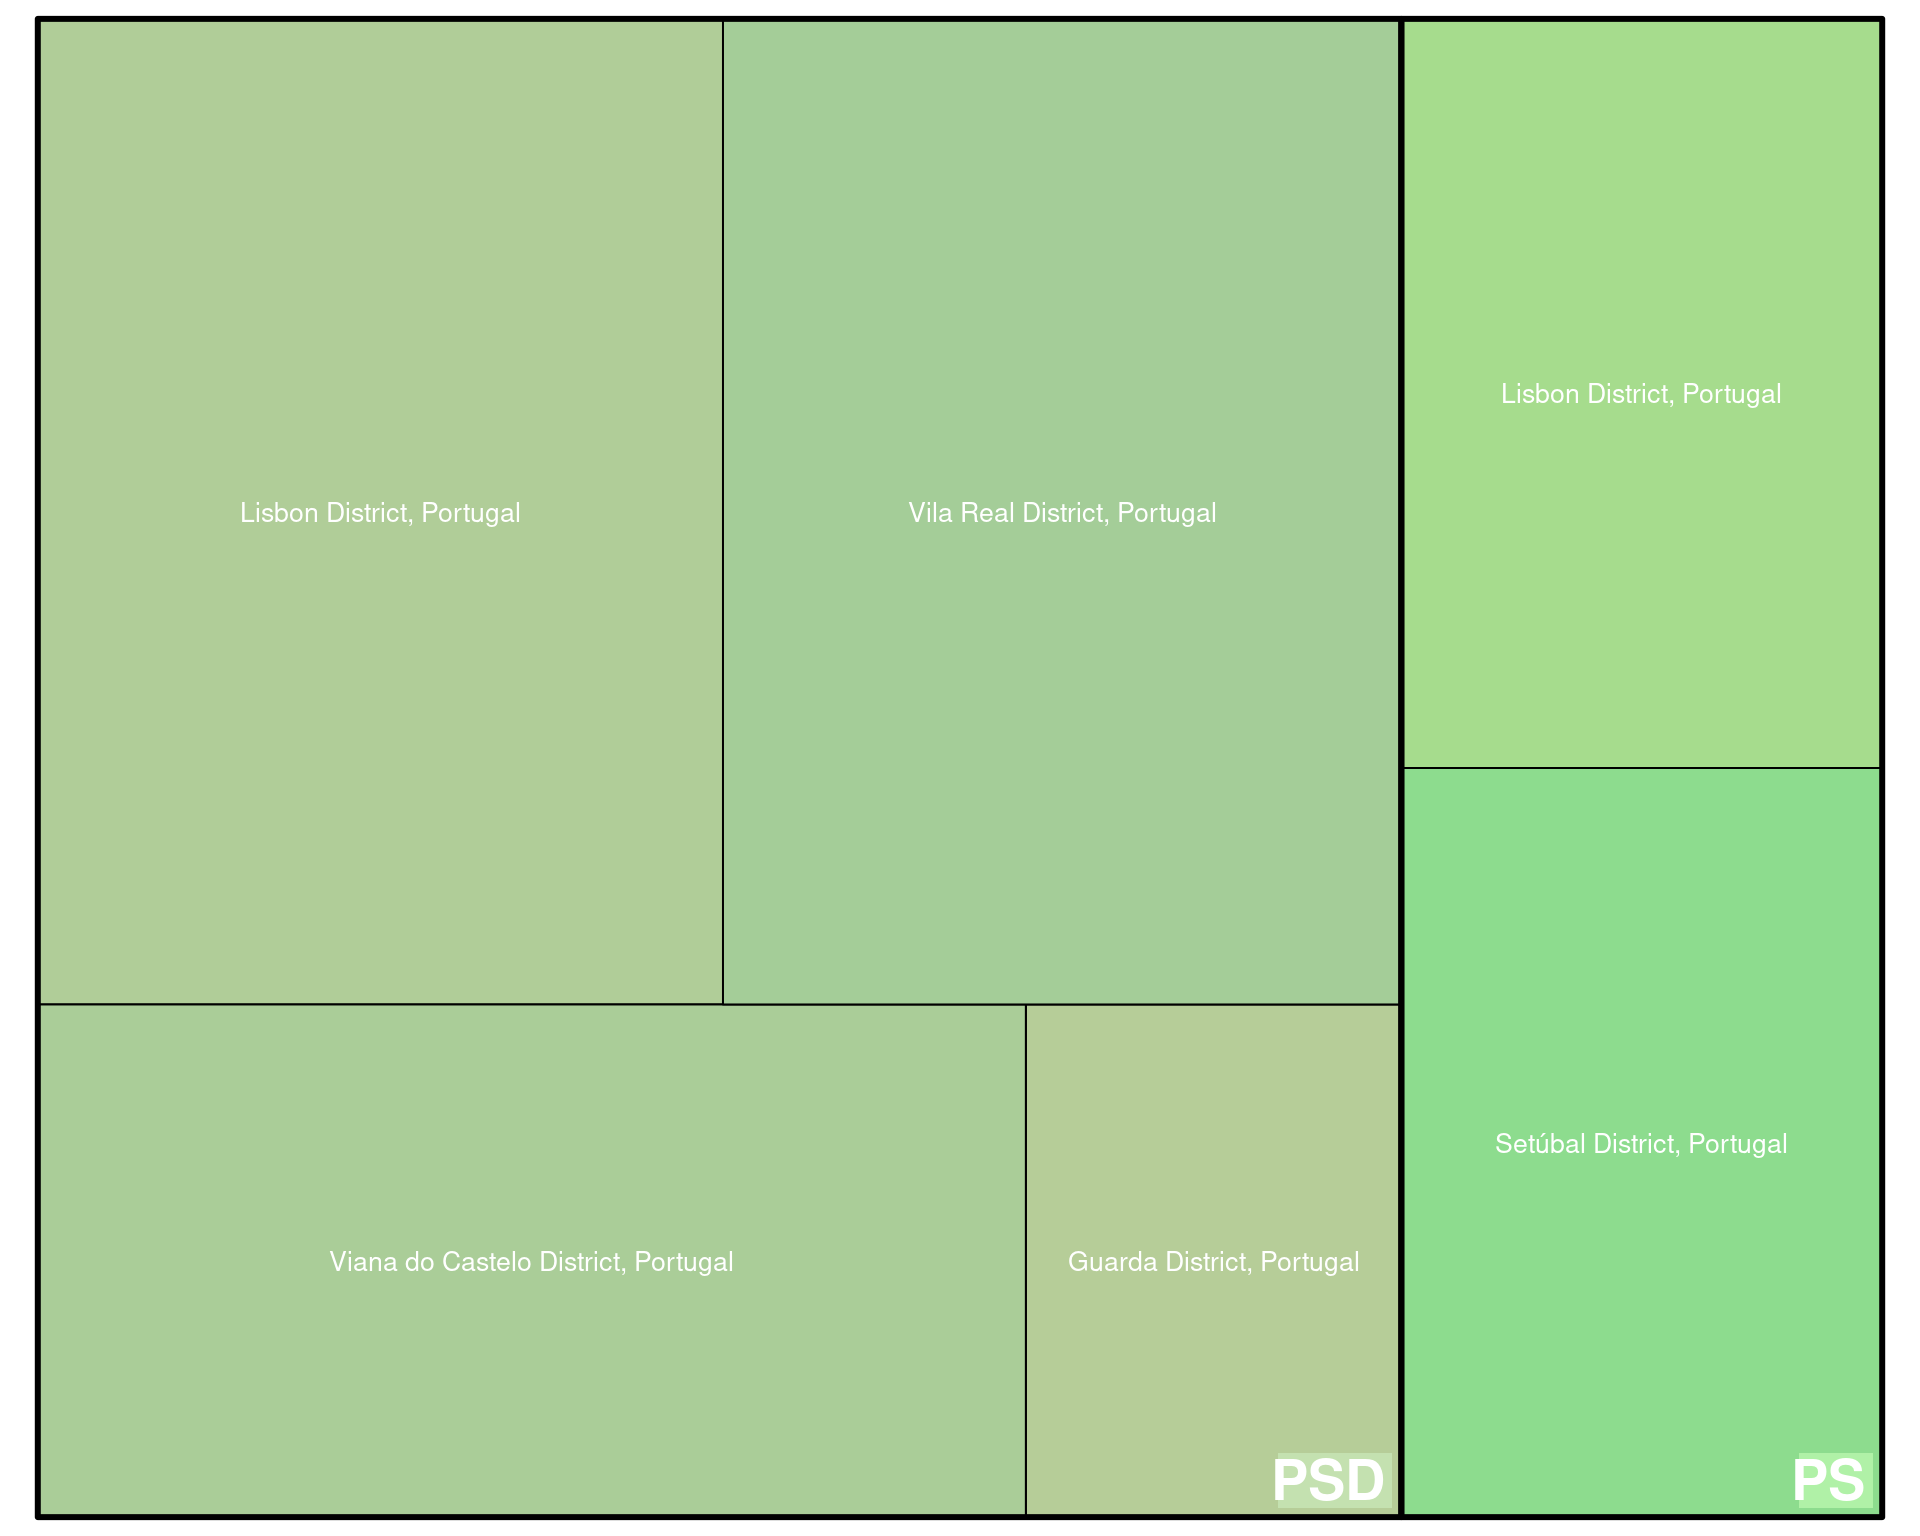 Lisbon District, Portugal
Vila Real District, Portugal
Viana do Castelo District, Portugal
Guarda District, Portugal
PSD
Lisbon District, Portugal
Setúbal District, Portugal
PS